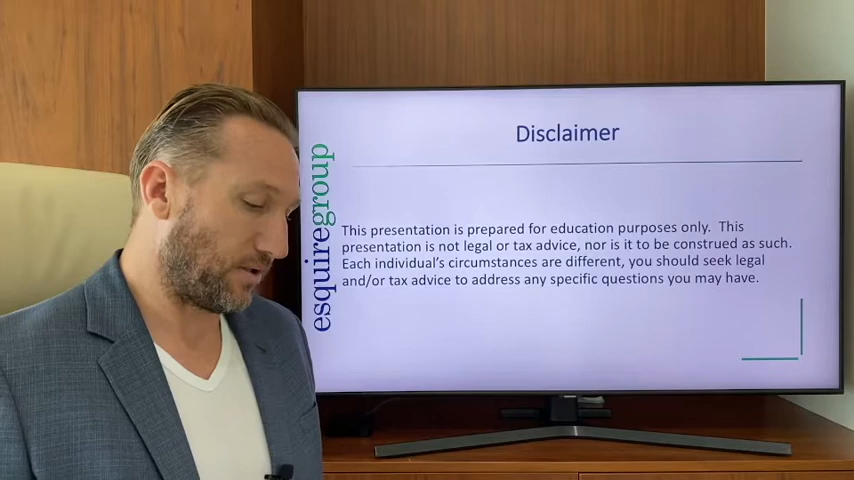 Disclaimer
esquiregroup
This presentation is prepared for education purposes only. This
presentation is not legal or tax advice, nor is it to be construed as such.
Each individual's circumstances are different, you should seek legal
and/or tax advice to address any specific questions you may have.